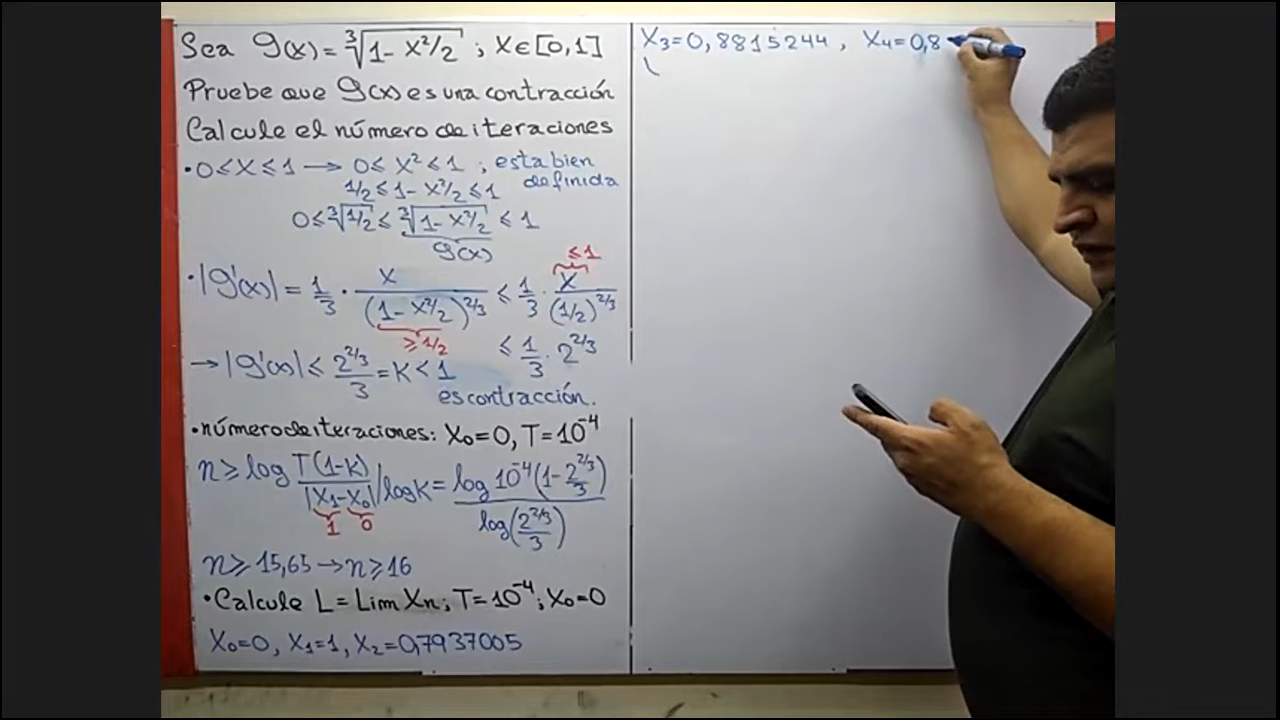 Sea g(x) = ∛(1 - x²/2) ; x ∈ [0,1]
Pruebe que g(x) es una contracción
Calcule el número de iteraciones
• 0 ≤ x ≤ 1 → 0 ≤ x² ≤ 1 ; esta bien definida
1/2 ≤ 1 - x²/2 ≤ 1
0 ≤ ∛(1/2) ≤ ∛(1 - x²/2) ≤ 1
g(x)
≤ 1
• |g'(x)| = 1/3 · x/(1 - x²/2)^(2/3) ≤ 1/3 · x/(1/2)^(2/3)
≥ 1/2
≤ 1/3 · 2^(2/3)
→ |g'(x)| ≤ 2^(2/3)/3 = K < 1
es contracción.
• número de iteraciones: X₀=0, T=10⁻⁴
n ≥ log T(1-K)/|X₁-X₀| / log K = log 10⁻⁴(1 - 2^(2/3)/3) / log(2^(2/3)/3)
1 0
n ≥ 15,65 → n ≥ 16
• Calcule L = Lim Xn ; T = 10⁻⁴ ; X₀=0
X₀=0, X₁=1, X₂=0,7937005
X₃=0,8815244 , X₄=0,8